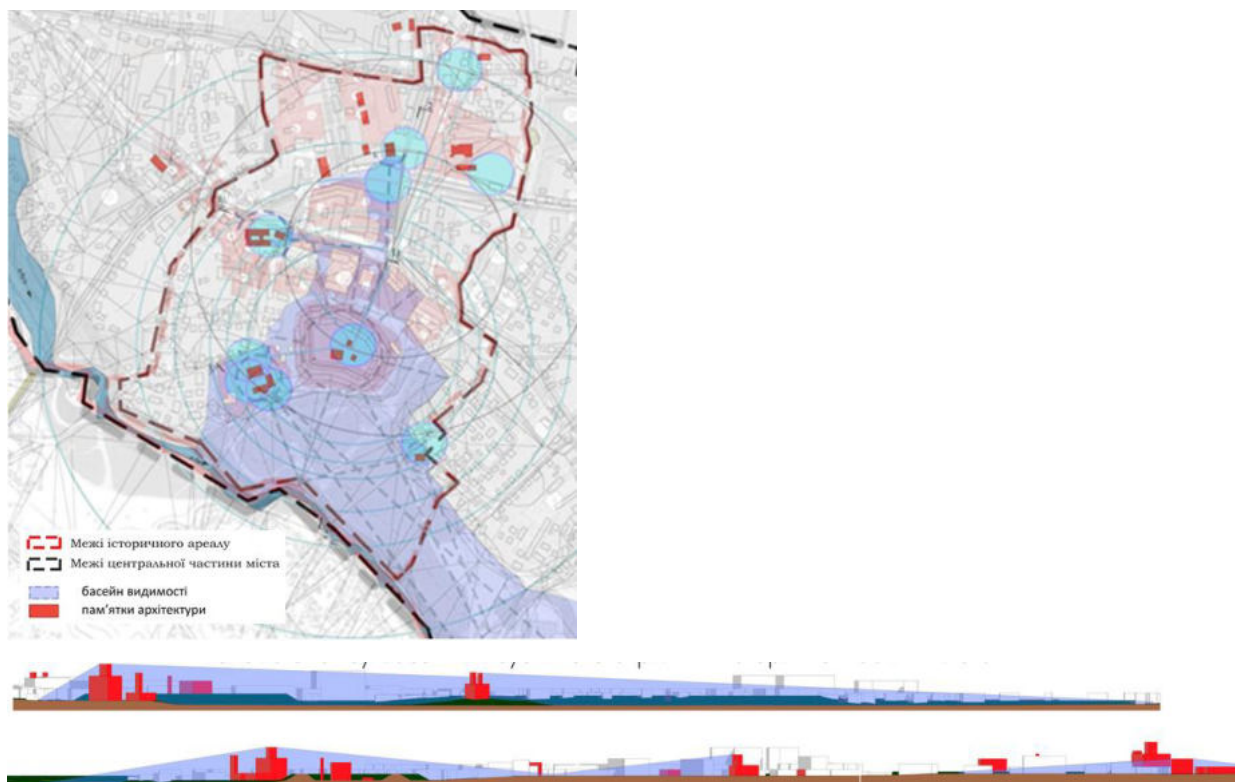 Межі історичного ареалу
Межі центральної частини міста
басейн видимості
пам'ятки архітектури